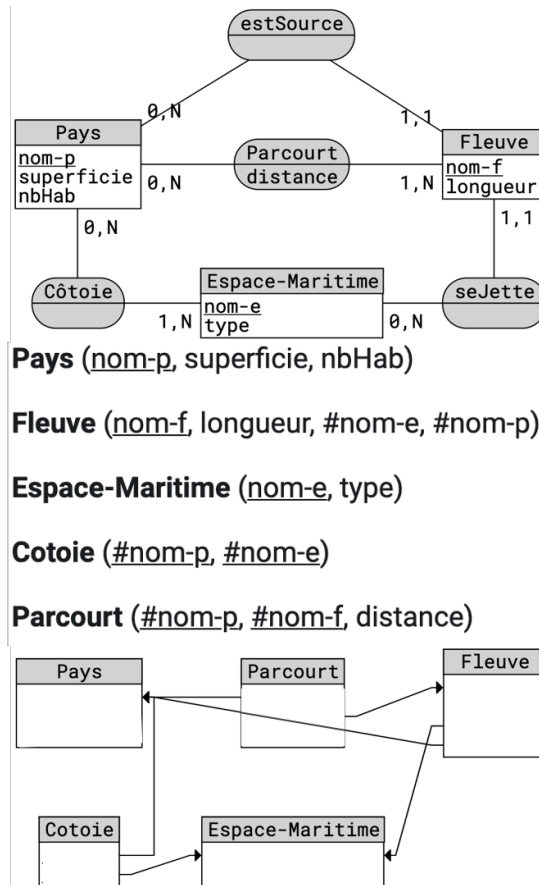 estSource
0,N
1,1
Pays
nom-p
superficie
nbHab
Parcourt
distance
Fleuve
nom-f
longueur
0,N
1,N
0,N
1,1
Côtoie
Espace-Maritime
nom-e
type
seJette
1,N
0,N
Pays (nom-p, superficie, nbHab)
Fleuve (nom-f, longueur, #nom-e, #nom-p)
Espace-Maritime (nom-e, type)
Cotoie (#nom-p, #nom-e)
Parcourt (#nom-p, #nom-f, distance)
Pays
Parcourt
Fleuve
Cotoie
Espace-Maritime